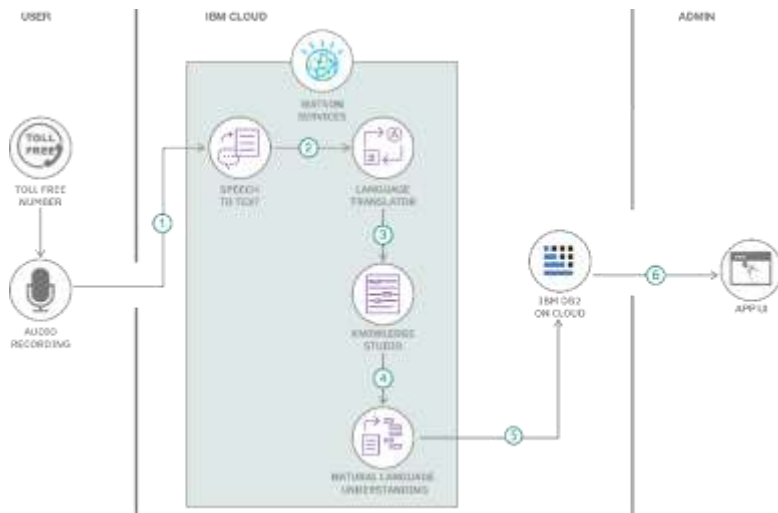 USER
IBM CLOUD
ADMIN
WATSON
SERVICES
TOLL
FREE
TOLL FREE
NUMBER
1
SPEECH
TO TEXT
2
LANGUAGE
TRANSLATOR
3
AUDIO
RECORDING
KNOWLEDGE
STUDIO
IBM DB2
ON CLOUD
6
APP UI
4
NATURAL LANGUAGE
UNDERSTANDING
5